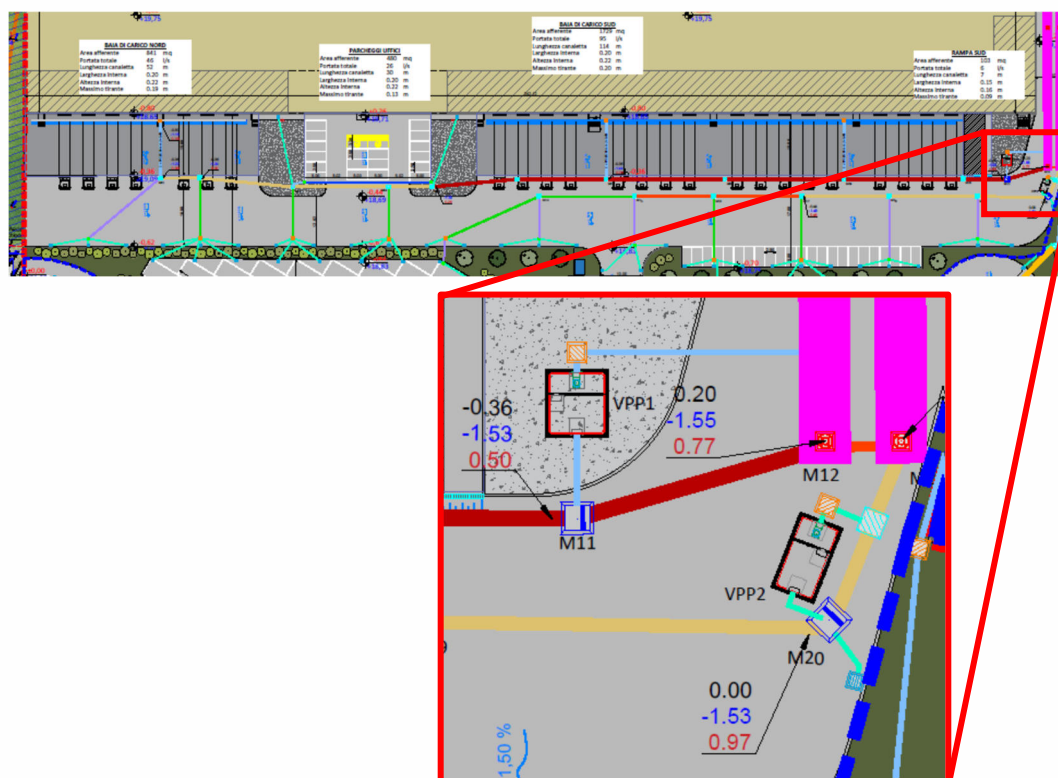 +19,75
+19,75
BAIA DI CARICO NORD
Area afferente 841 mq
Portata totale 46 l/s
Lunghezza canaletta 52 m
Larghezza Interna 0.20 m
Altezza Interna 0.22 m
Massimo tirante 0.19 m
PARCHEGGI UFFICI
Area afferente 480 mq
Portata totale 26 l/s
Lunghezza canaletta 30 m
Larghezza Interna 0.20 m
Altezza Interna 0.22 m
Massimo tirante 0.13 m
BAIA DI CARICO SUD
Area afferente 1729 mq
Portata totale 95 l/s
Lunghezza canaletta 114 m
Larghezza Interna 0.20 m
Altezza Interna 0.22 m
Massimo tirante 0.20 m
RAMPA SUD
Area afferente 103 mq
Portata totale 6 l/s
Lunghezza canaletta 7 m
Larghezza Interna 0.15 m
Altezza Interna 0.16 m
Massimo tirante 0.09 m
VPP1
-0.36
-1.53
0.50
0.20
-1.55
0.77
M12
M11
VPP2
M20
0.00
-1.53
0.97
1,50 %